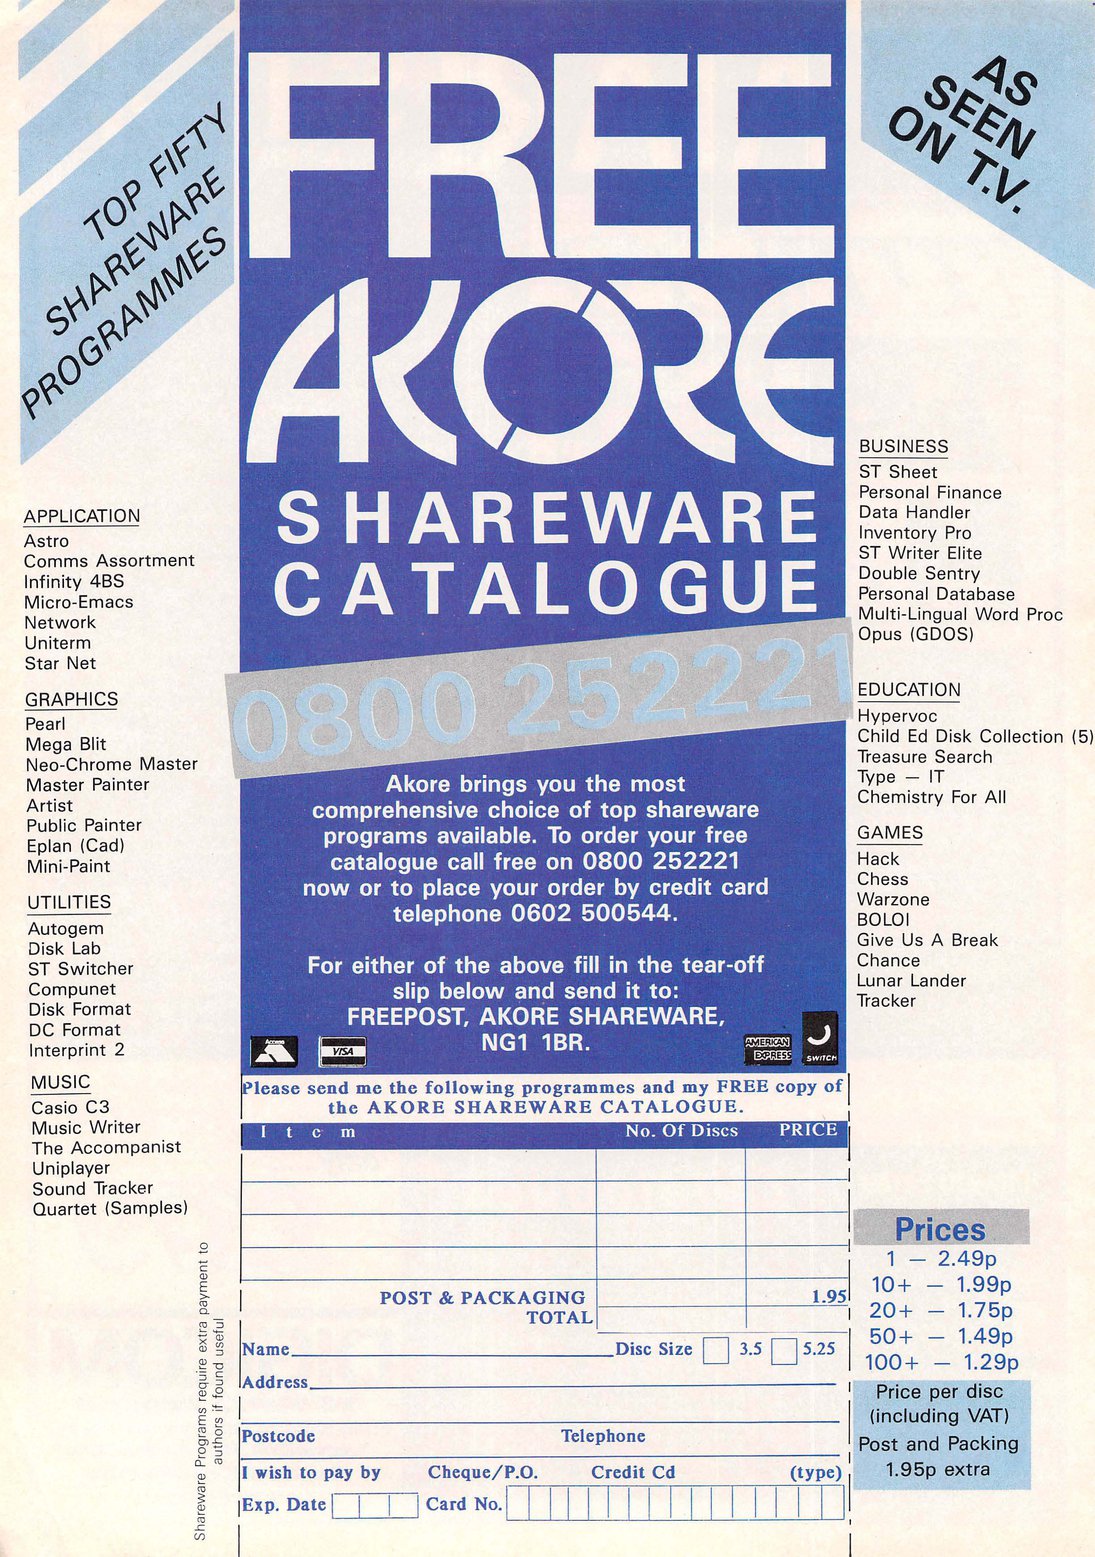 TOP FIFTY
SHAREWARE
PROGRAMMES
FREE
AKORE
SHAREWARE
CATALOGUE
AS
SEEN
ON T.V.
0800 252221
Akore brings you the most
comprehensive choice of top shareware
programs available. To order your free
catalogue call free on 0800 252221
now or to place your order by credit card
telephone 0602 500544.
For either of the above fill in the tear-off
slip below and send it to:
FREEPOST, AKORE SHAREWARE,
NG1 1BR.
Access
VISA
AMERICAN
EXPRESS
SWITCH
APPLICATION
Astro
Comms Assortment
Infinity 4BS
Micro-Emacs
Network
Uniterm
Star Net
GRAPHICS
Pearl
Mega Blit
Neo-Chrome Master
Master Painter
Artist
Public Painter
Eplan (Cad)
Mini-Paint
UTILITIES
Autogem
Disk Lab
ST Switcher
Compunet
Disk Format
DC Format
Interprint 2
MUSIC
Casio C3
Music Writer
The Accompanist
Uniplayer
Sound Tracker
Quartet (Samples)
BUSINESS
ST Sheet
Personal Finance
Data Handler
Inventory Pro
ST Writer Elite
Double Sentry
Personal Database
Multi-Lingual Word Proc
Opus (GDOS)
EDUCATION
Hypervoc
Child Ed Disk Collection (5)
Treasure Search
Type — IT
Chemistry For All
GAMES
Hack
Chess
Warzone
BOLOI
Give Us A Break
Chance
Lunar Lander
Tracker
Please send me the following programmes and my FREE copy of
the AKORE SHAREWARE CATALOGUE.
Item No. Of Discs PRICE
POST & PACKAGING 1.95
TOTAL
Name Disc Size 3.5 5.25
Address
Postcode Telephone
I wish to pay by Cheque/P.O. Credit Cd (type)
Exp. Date Card No.
Shareware Programs require extra payment to
authors if found useful
Prices
1 — 2.49p
10+ — 1.99p
20+ — 1.75p
50+ — 1.49p
100+ — 1.29p
Price per disc
(including VAT)
Post and Packing
1.95p extra